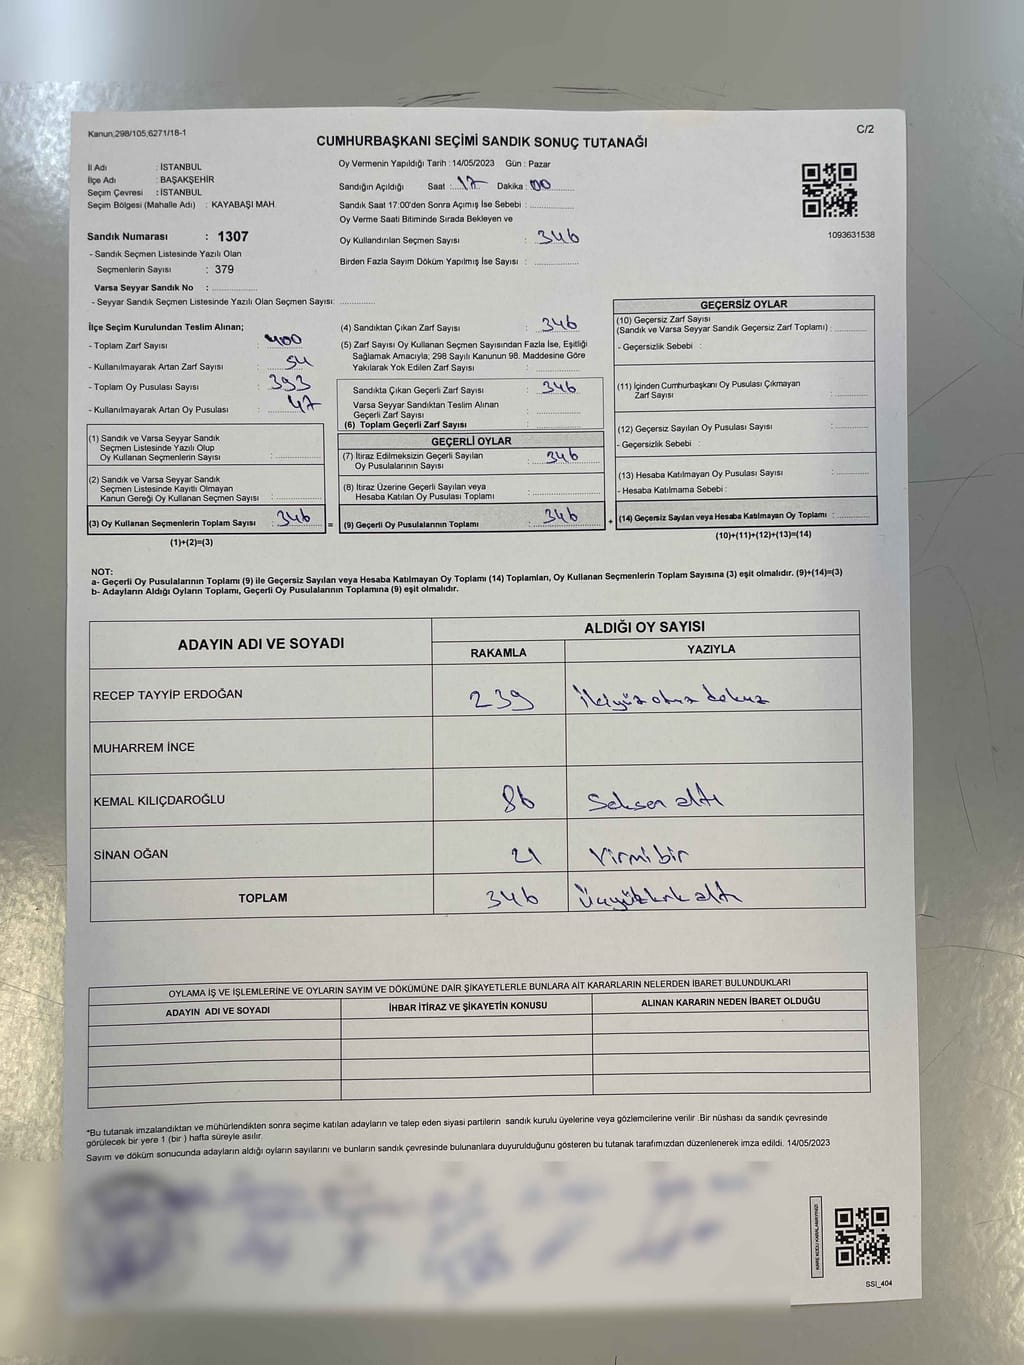 Kanun,298/105,6271/18-1
C/2
CUMHURBAŞKANI SEÇİMİ SANDIK SONUÇ TUTANAĞI
İl Adı : İSTANBUL
İlçe Adı : BAŞAKŞEHİR
Seçim Çevresi : İSTANBUL
Seçim Bölgesi (Mahalle Adı) : KAYABAŞI MAH.
Oy Vermenin Yapıldığı Tarih : 14/05/2023 Gün : Pazar
Sandığın Açıldığı Saat : 17 Dakika : 00
Sandık Saat 17:00'den Sonra Açımış İse Sebebi :
Oy Verme Saati Bitiminde Sırada Bekleyen ve
Oy Kullandırılan Seçmen Sayısı : 346
Birden Fazla Sayım Döküm Yapılmış İse Sayısı :
1093631538
Sandık Numarası : 1307
- Sandık Seçmen Listesinde Yazılı Olan
Seçmenlerin Sayısı : 379
Varsa Seyyar Sandık No :
- Seyyar Sandık Seçmen Listesinde Yazılı Olan Seçmen Sayısı:
İlçe Seçim Kurulundan Teslim Alınan;
- Toplam Zarf Sayısı : 400
- Kullanılmayarak Artan Zarf Sayısı : 54
- Toplam Oy Pusulası Sayısı : 393
- Kullanılmayarak Artan Oy Pusulası : 47
(1) Sandık ve Varsa Seyyar Sandık
Seçmen Listesinde Yazılı Olup
Oy Kullanan Seçmenlerin Sayısı :
(2) Sandık ve Varsa Seyyar Sandık
Seçmen Listesinde Kayıtlı Olmayan
Kanun Gereği Oy Kullanan Seçmen Sayısı :
(3) Oy Kullanan Seçmenlerin Toplam Sayısı : 346 =
(1)+(2)=(3)
(4) Sandıktan Çıkan Zarf Sayısı : 346
(5) Zarf Sayısı Oy Kullanan Seçmen Sayısından Fazla İse, Eşitliği
Sağlamak Amacıyla; 298 Sayılı Kanunun 98. Maddesine Göre
Yakılarak Yok Edilen Zarf Sayısı :
Sandıkta Çıkan Geçerli Zarf Sayısı : 346
Varsa Seyyar Sandıktan Teslim Alınan
Geçerli Zarf Sayısı :
(6) Toplam Geçerli Zarf Sayısı :
GEÇERLİ OYLAR
(7) İtiraz Edilmeksizin Geçerli Sayılan
Oy Pusulalarının Sayısı : 346
(8) İtiraz Üzerine Geçerli Sayılan veya
Hesaba Katılan Oy Pusulası Toplamı :
(9) Geçerli Oy Pusulalarının Toplamı : 346 +
GEÇERSİZ OYLAR
(10) Geçersiz Zarf Sayısı
(Sandık ve Varsa Seyyar Sandık Geçersiz Zarf Toplamı) :
- Geçersizlik Sebebi :
(11) İçinden Cumhurbaşkanı Oy Pusulası Çıkmayan
Zarf Sayısı :
(12) Geçersiz Sayılan Oy Pusulası Sayısı :
- Geçersizlik Sebebi :
(13) Hesaba Katılmayan Oy Pusulası Sayısı :
- Hesaba Katılmama Sebebi :
(14) Geçersiz Sayılan veya Hesaba Katılmayan Oy Toplamı :
(10)+(11)+(12)+(13)=(14)
NOT:
a- Geçerli Oy Pusulalarının Toplamı (9) ile Geçersiz Sayılan veya Hesaba Katılmayan Oy Toplamı (14) Toplamları, Oy Kullanan Seçmenlerin Toplam Sayısına (3) eşit olmalıdır. (9)+(14)=(3)
b- Adayların Aldığı Oyların Toplamı, Geçerli Oy Pusulalarının Toplamına (9) eşit olmalıdır.
ADAYIN ADI VE SOYADI
ALDIĞI OY SAYISI
RAKAMLA
YAZIYLA
RECEP TAYYİP ERDOĞAN 239 İkiyüz otuz dokuz
MUHARREM İNCE
KEMAL KILIÇDAROĞLU 86 Seksen altı
SİNAN OĞAN 21 Yirmibir
TOPLAM 346 Üçyüzkırk altı
OYLAMA İŞ VE İŞLEMLERİNE VE OYLARIN SAYIM VE DÖKÜMÜNE DAİR ŞİKAYETLERLE BUNLARA AİT KARARLARIN NELERDEN İBARET BULUNDUKLARI
ADAYIN ADI VE SOYADI
İHBAR İTİRAZ VE ŞİKAYETİN KONUSU
ALINAN KARARIN NEDEN İBARET OLDUĞU
*Bu tutanak imzalandıktan ve mühürlendikten sonra seçime katılan adayların ve talep eden siyasi partilerin sandık kurulu üyelerine veya gözlemcilerine verilir .Bir nüshası da sandık çevresinde
görülecek bir yere 1 (bir ) hafta süreyle asılır.
Sayım ve döküm sonucunda adayların aldığı oyların sayılarını ve bunların sandık çevresinde bulunanlara duyurulduğunu gösteren bu tutanak tarafımızdan düzenlenerek imza edildi. 14/05/2023
KARE KODU KARALAMAYINIZ!
SSI_404